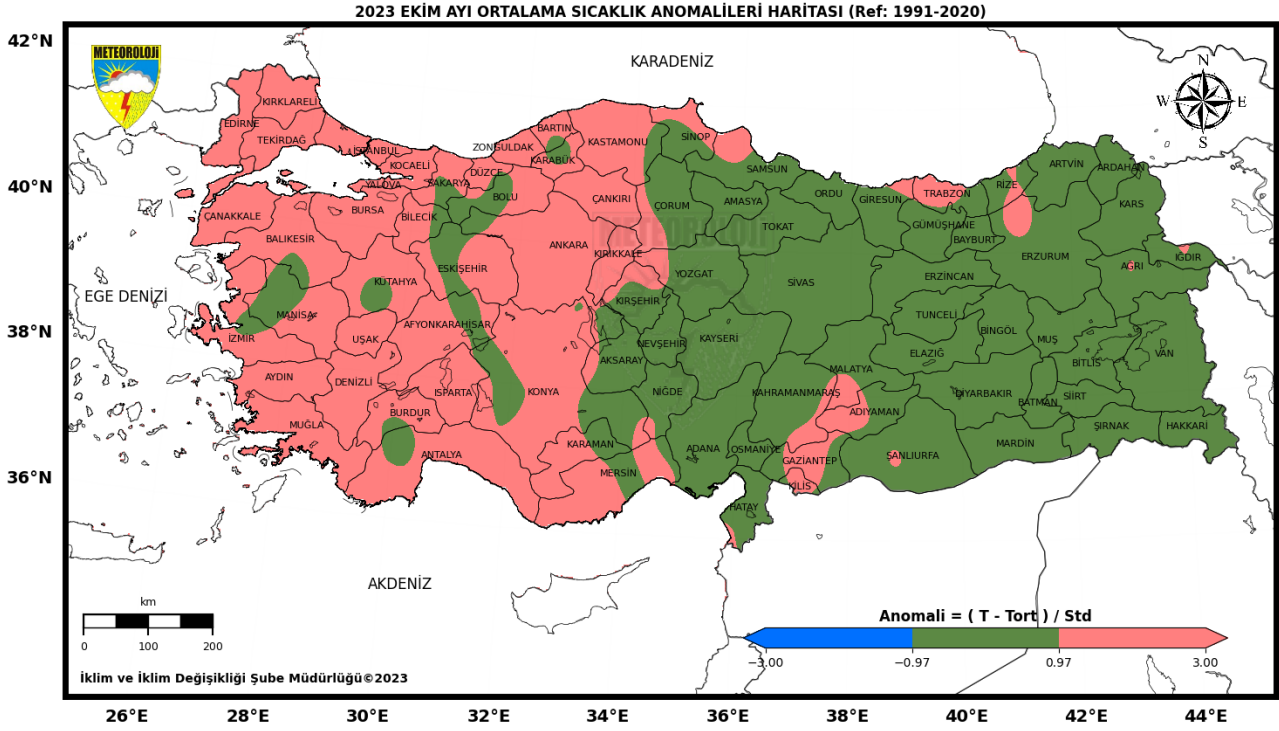 2023 EKİM AYI ORTALAMA SICAKLIK ANOMALİLERİ HARİTASI (Ref: 1991-2020)
42°N
METEOROLOJİ
KARADENİZ
N
W E
S
KIRKLARELİ
EDİRNE
TEKİRDAĞ
İSTANBUL
KOCAELİ
YALOVA
SAKARYA
DÜZCE
ZONGULDAK
BARTIN
KARABÜK
KASTAMONU
SİNOP
SAMSUN
BOLU
ÇANKIRI
ÇORUM
AMASYA
ORDU
GİRESUN
TRABZON
RİZE
ARTVİN
ARDAHAN
40°N
KARS
ÇANAKKALE
BURSA
BİLECİK
TOKAT
GÜMÜŞHANE
BAYBURT
METEOROLOJİ
BALIKESİR
ANKARA
KIRIKKALE
ERZURUM
AĞRI
IĞDIR
ESKİŞEHİR
KÜTAHYA
YOZGAT
SİVAS
ERZİNCAN
EGE DENİZİ
KIRŞEHİR
MANİSA
AFYONKARAHİSAR
TUNCELİ
38°N
İZMİR
UŞAK
NEVŞEHİR
KAYSERİ
BİNGÖL
MUŞ
AKSARAY
ELAZIĞ
BİTLİS
VAN
AYDIN
DENİZLİ
MALATYA
ISPARTA
KONYA
NİĞDE
KAHRAMANMARAŞ
DİYARBAKIR
SİİRT
BATMAN
BURDUR
ADIYAMAN
MUĞLA
ŞIRNAK
HAKKARİ
KARAMAN
MARDİN
ANTALYA
ADANA
OSMANİYE
GAZİANTEP
ŞANLIURFA
36°N
MERSİN
KİLİS
HATAY
AKDENİZ
km
0 100 200
Anomali = ( T - Tort ) / Std
−3.00 −0.97 0.97 3.00
İklim ve İklim Değişikliği Şube Müdürlüğü©2023
26°E 28°E 30°E 32°E 34°E 36°E 38°E 40°E 42°E 44°E